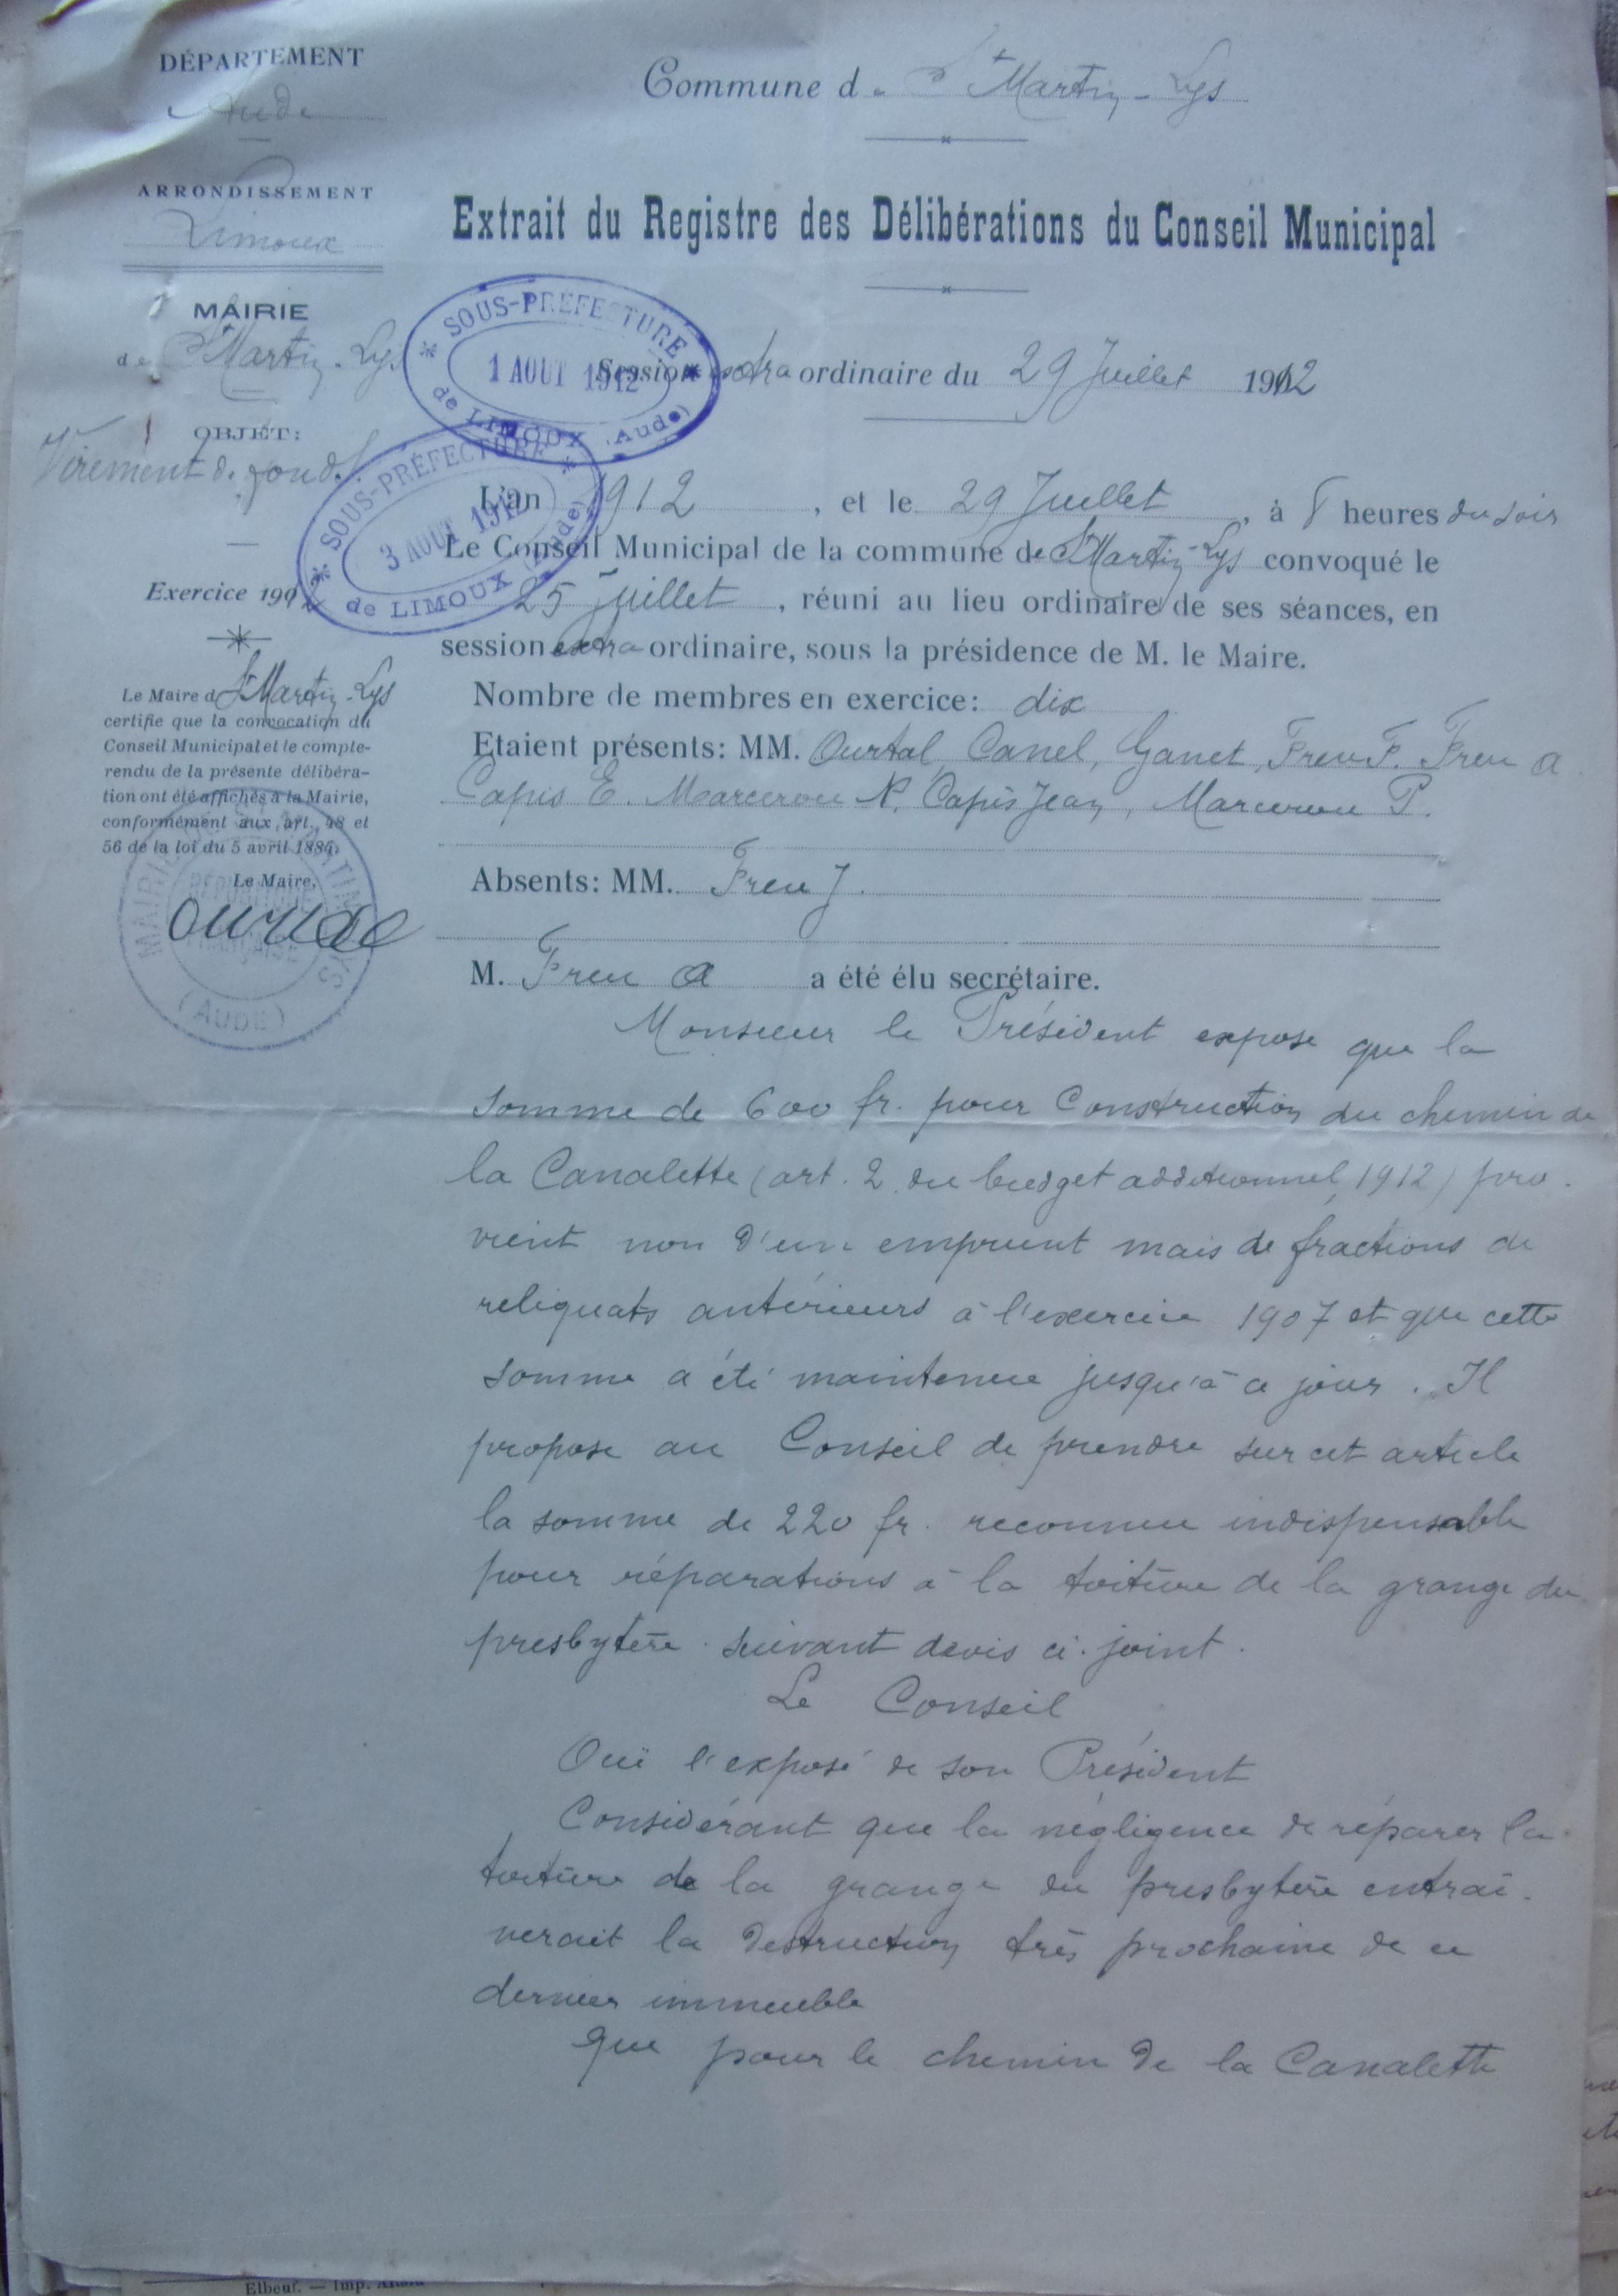 DÉPARTEMENT
Aude
ARRONDISSEMENT
Limoux
MAIRIE
de St Martin-Lys
OBJET:
Virement de fonds
Exercice 1912
Le Maire d St Martin-Lys
certifie que la convocation du
Conseil Municipal et le compte-
rendu de la présente délibéra-
tion ont été affichés à la Mairie,
conformément aux art. 48 et
56 de la loi du 5 avril 1884.
Le Maire,
Ourtal
MAIRIE DE ST MARTIN LYS
RÉPUBLIQUE
FRANÇAISE
(AUDE)
Commune de St Martin-Lys
Extrait du Registre des Délibérations du Conseil Municipal
SOUS-PRÉFECTURE
1 AOUT 1912
de LIMOUX (Aude)
SOUS-PRÉFECTURE
3 AOUT 1912
de LIMOUX (Aude)
Session extra ordinaire du 29 Juillet 1912
L'an 1912, et le 29 Juillet, à 8 heures du soir
Le Conseil Municipal de la commune de St Martin-Lys convoqué le
25 Juillet, réuni au lieu ordinaire de ses séances, en
session extra ordinaire, sous la présidence de M. le Maire.
Nombre de membres en exercice: dix
Etaient présents: MM. Ourtal, Canel, Ganet, Freu F. Freu A
Capis E. Marcerou N. Capis Jean, Marcerou P.
Absents: MM. Freu J.
M. Freu A a été élu secrétaire.
Monsieur le Président expose que la
somme de 600 fr. pour Construction du chemin de
la Canalette (art. 2 du budget additionnel, 1912) pro-
vient non d'un emprunt mais de fractions de
reliquats antérieurs à l'exercice 1907 et que cette
somme a été maintenue jusqu'à ce jour. Il
propose au Conseil de prendre sur cet article
la somme de 220 fr. reconnue indispensable
pour réparations à la toiture de la grange du
presbytère suivant devis ci-joint.
Le Conseil
Ouï l'exposé de son Président
Considérant que la négligence de réparer la
toiture de la grange du presbytère entraî-
nerait la destruction très prochaine de ce
dernier immeuble
que pour le chemin de la Canalette
Elbeuf. — Imp.